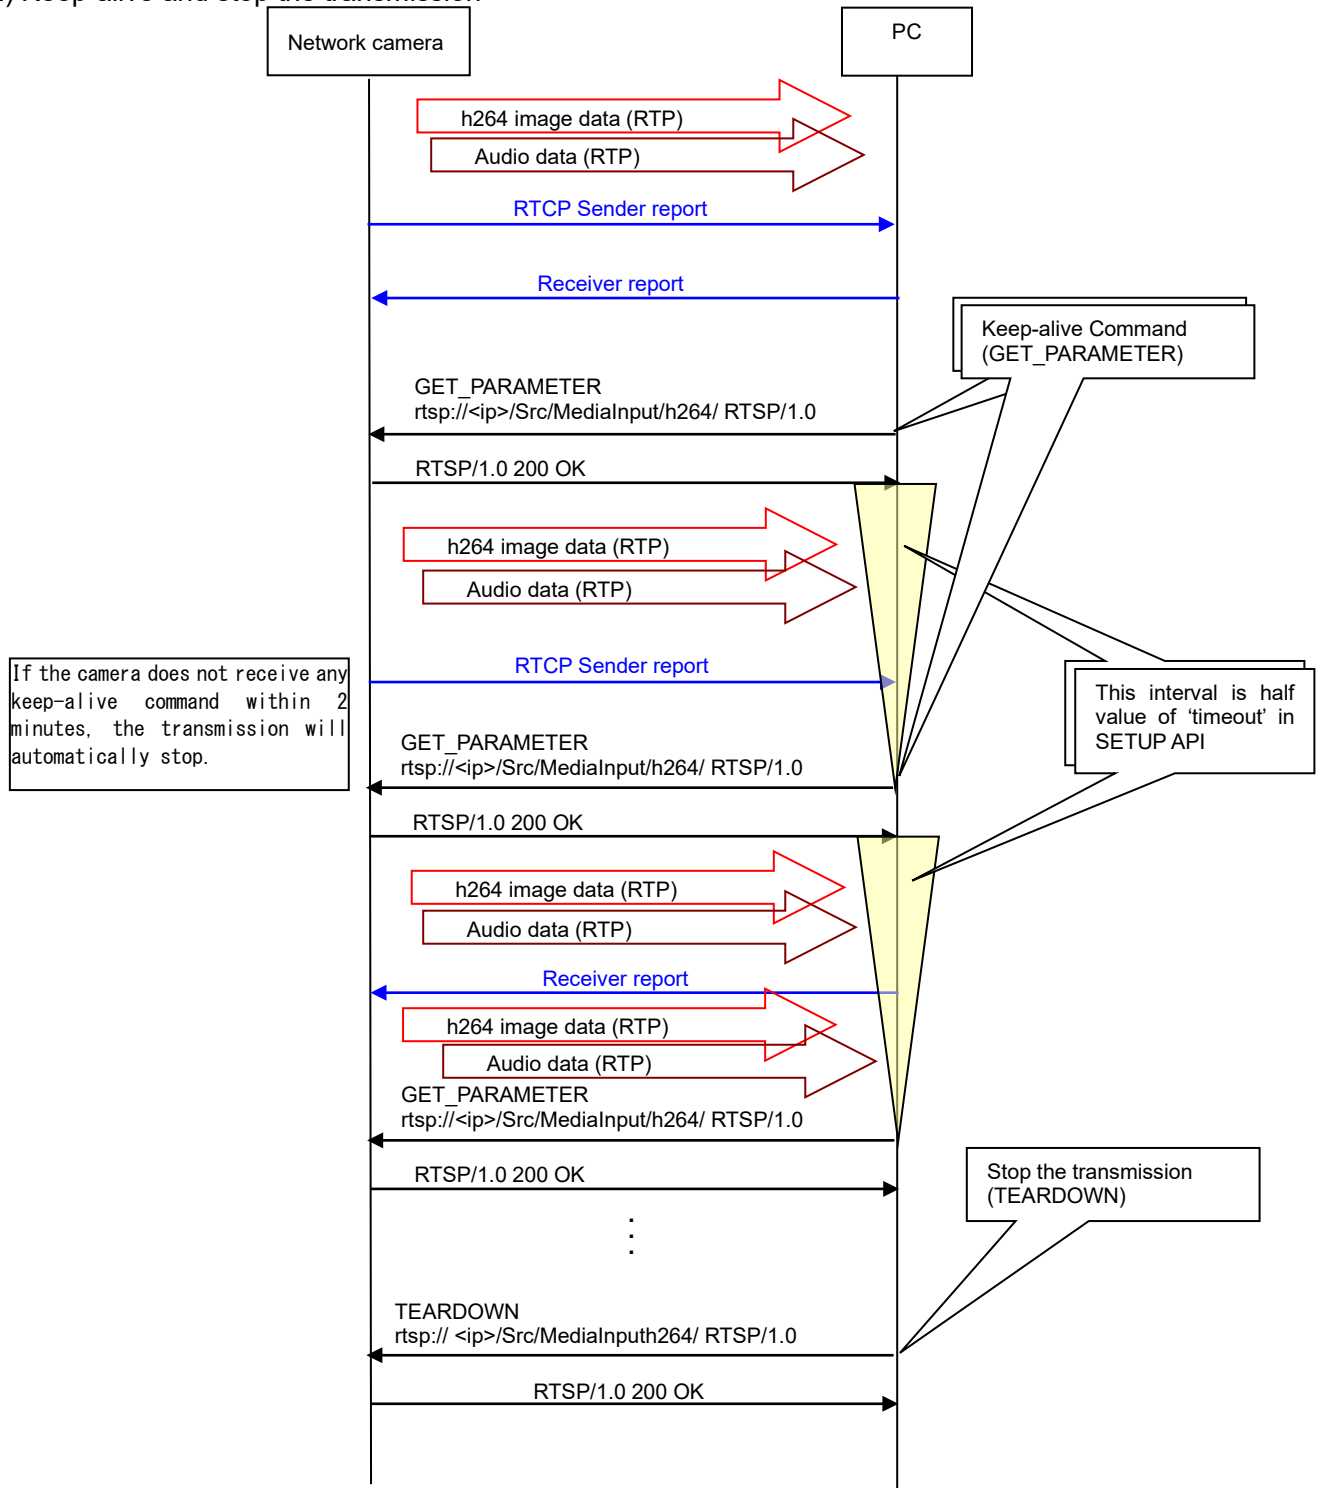 ) Keep-alive and stop the transmission
Network camera
PC
h264 image data (RTP)
Audio data (RTP)
RTCP Sender report
Receiver report
Keep-alive Command
(GET_PARAMETER)
GET_PARAMETER
rtsp://<ip>/Src/MediaInput/h264/ RTSP/1.0
RTSP/1.0 200 OK
h264 image data (RTP)
Audio data (RTP)
If the camera does not receive any
keep-alive command within 2
minutes, the transmission will
automatically stop.
RTCP Sender report
This interval is half
value of ‘timeout’ in
SETUP API
GET_PARAMETER
rtsp://<ip>/Src/MediaInput/h264/ RTSP/1.0
RTSP/1.0 200 OK
h264 image data (RTP)
Audio data (RTP)
Receiver report
h264 image data (RTP)
Audio data (RTP)
GET_PARAMETER
rtsp://<ip>/Src/MediaInput/h264/ RTSP/1.0
RTSP/1.0 200 OK
Stop the transmission
(TEARDOWN)
TEARDOWN
rtsp:// <ip>/Src/MediaInputh264/ RTSP/1.0
RTSP/1.0 200 OK